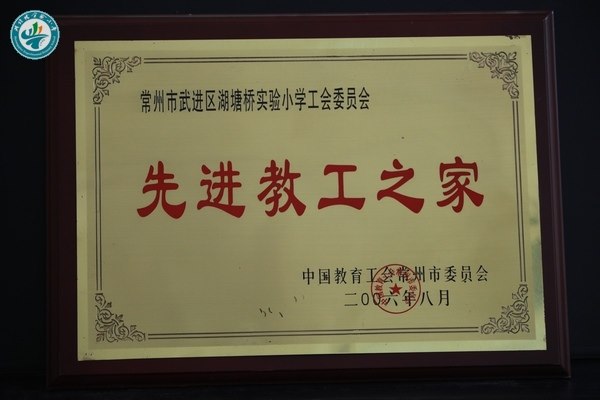 常州市武进区湖塘桥实验小学工会委员会
先进教工之家
中国教育工会常州市委员会
二〇〇六年八月